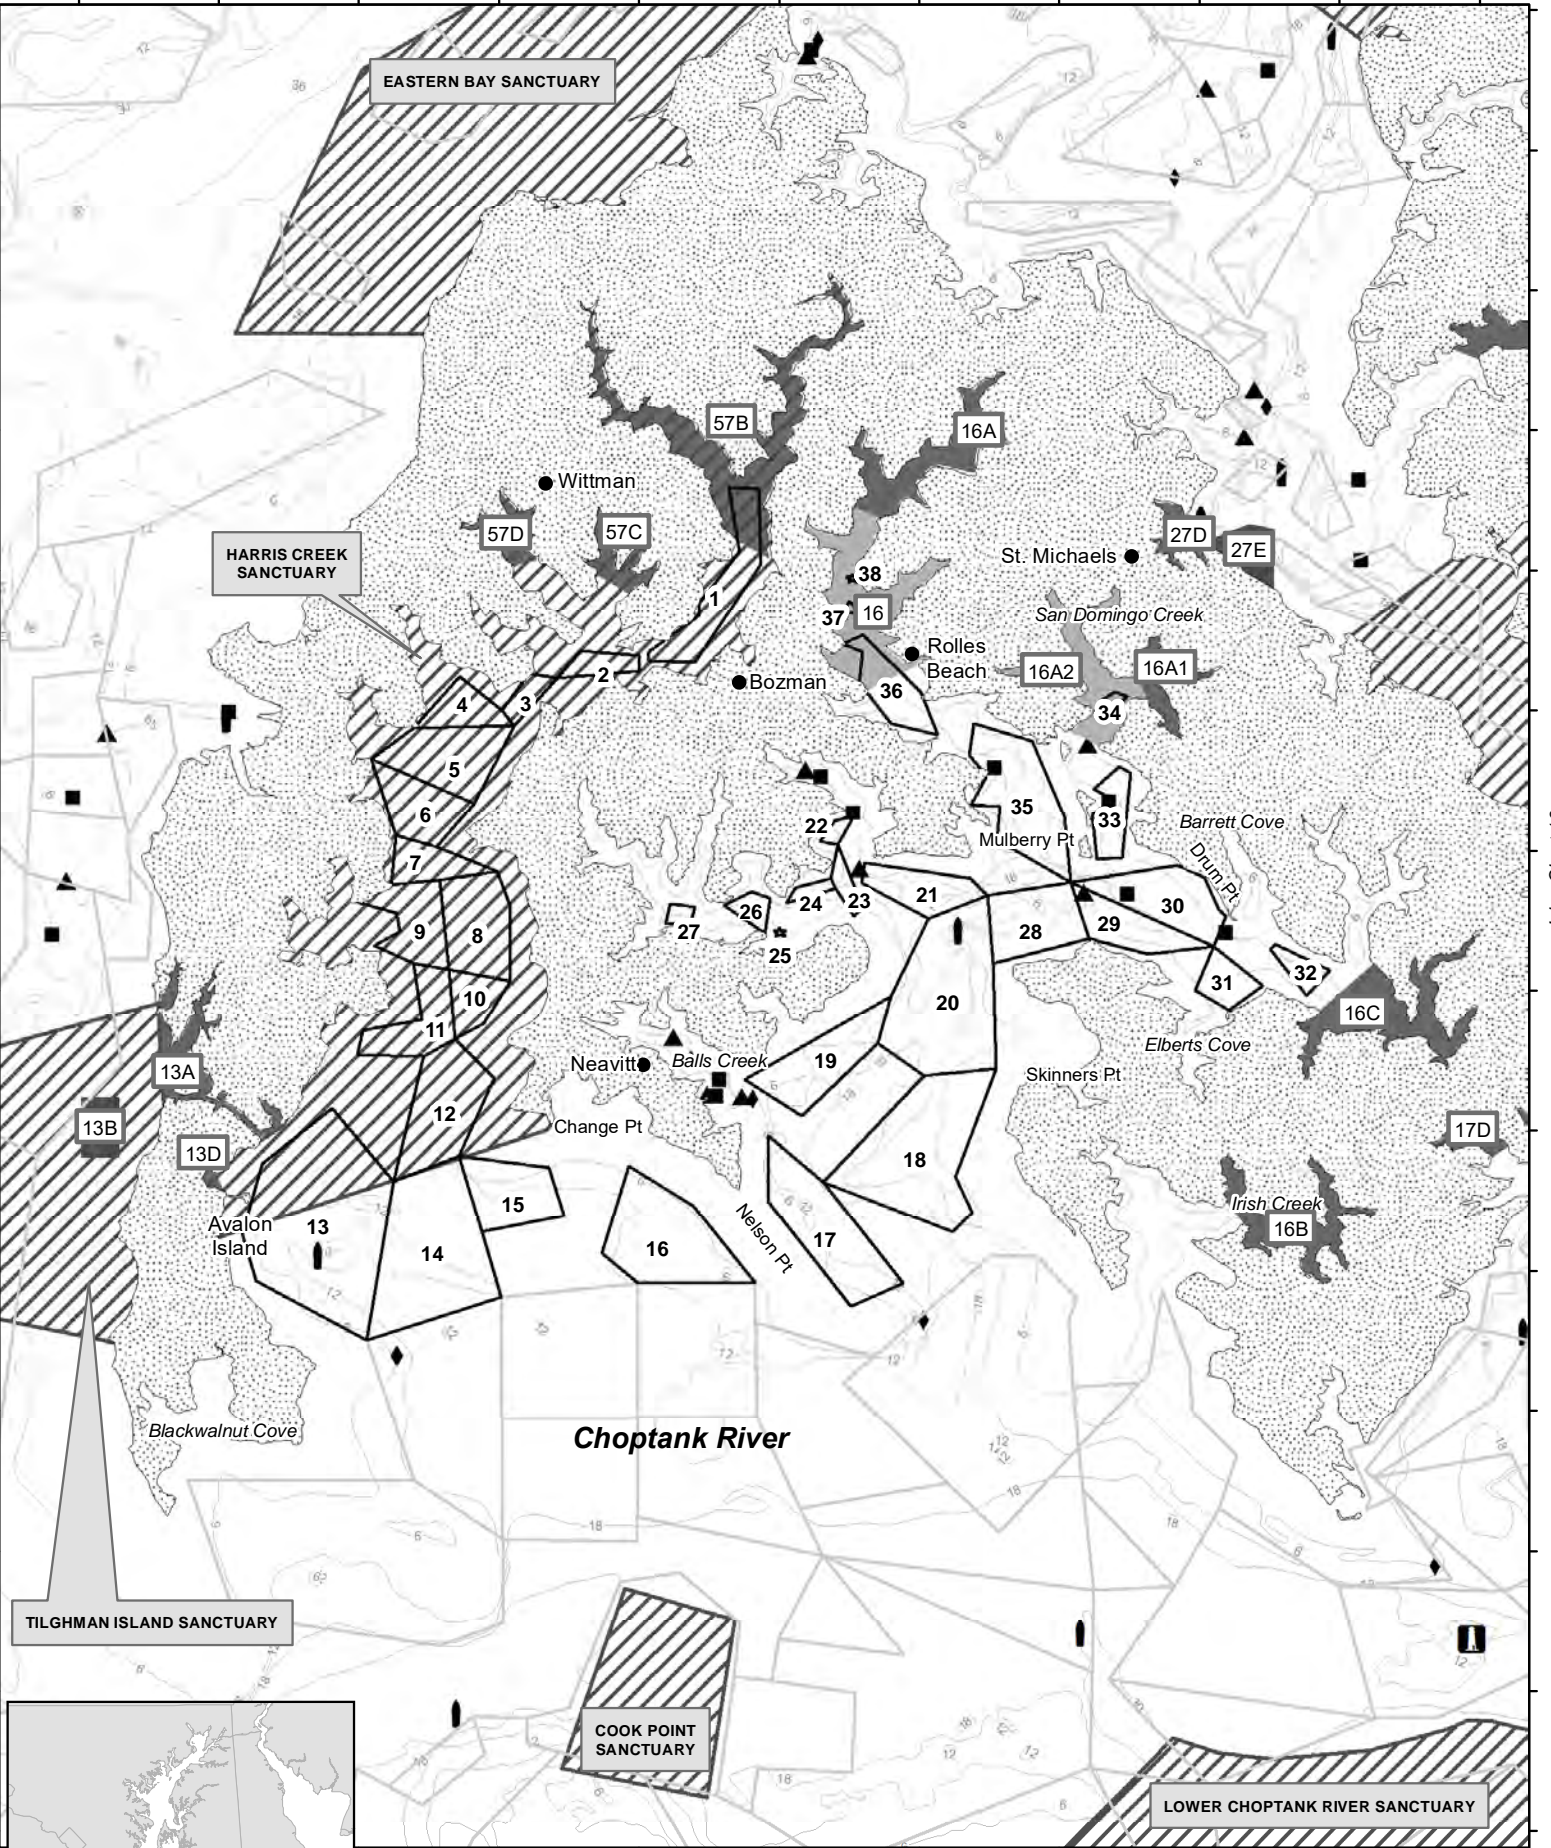 EASTERN BAY SANCTUARY
57B
16A
Wittman
57D
57C
HARRIS CREEK
SANCTUARY
38
37
16
1
St. Michaels
27D
27E
San Domingo Creek
Rolles
Beach
16A2
16A1
2
Bozman
3
4
36
34
5
6
35
33
22
Mulberry Pt
Barrett Cove
Drum Pt
7
21
23
24
26
27
25
30
28
29
9
8
10
20
31
32
16C
11
Elberts Cove
Neavitt
Balls Creek
19
Skinners Pt
13A
13B
12
Change Pt
17D
13D
18
15
Irish Creek
16B
Avalon
Island
13
14
16
Nelson Pt
17
Choptank River
Blackwalnut Cove
TILGHMAN ISLAND SANCTUARY
COOK POINT
SANCTUARY
LOWER CHOPTANK RIVER SANCTUARY